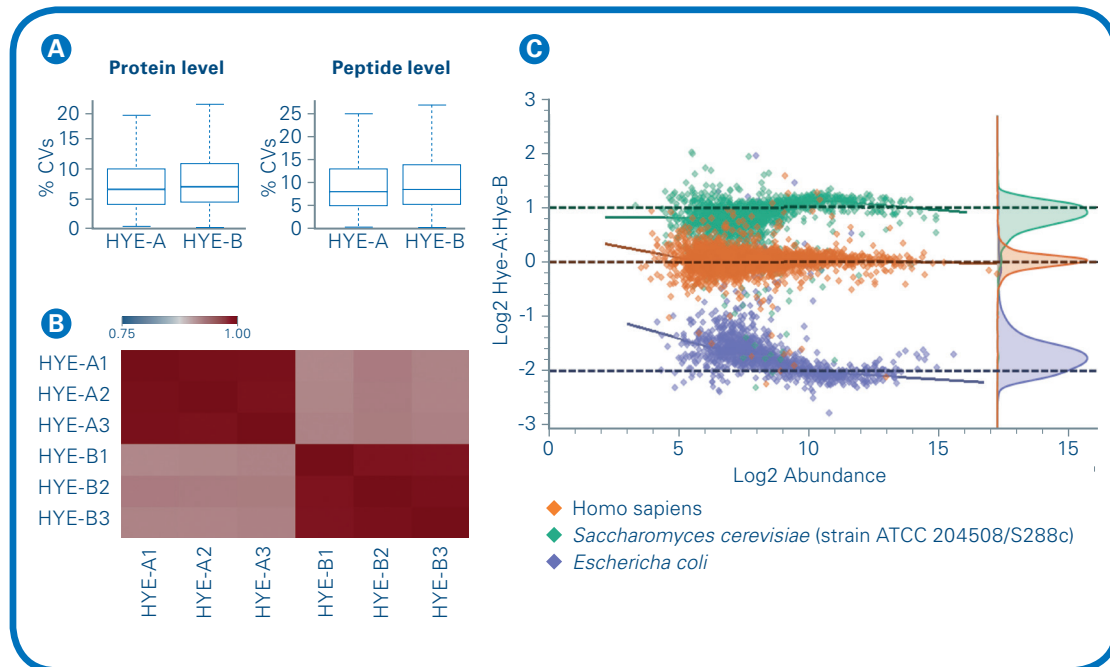 A
Protein level
Peptide level
% CVs
20
15
10
5
0
HYE-A HYE-B
% CVs
25
20
15
10
5
0
HYE-A HYE-B
B
0.75 1.00
HYE-A1
HYE-A2
HYE-A3
HYE-B1
HYE-B2
HYE-B3
HYE-A1
HYE-A2
HYE-A3
HYE-B1
HYE-B2
HYE-B3
C
Log2 Hye-A:Hye-B
3
2
1
0
-1
-2
-3
0 5 10 15 15
Log2 Abundance
Homo sapiens
Saccharomyces cerevisiae (strain ATCC 204508/S288c)
Eschericha coli